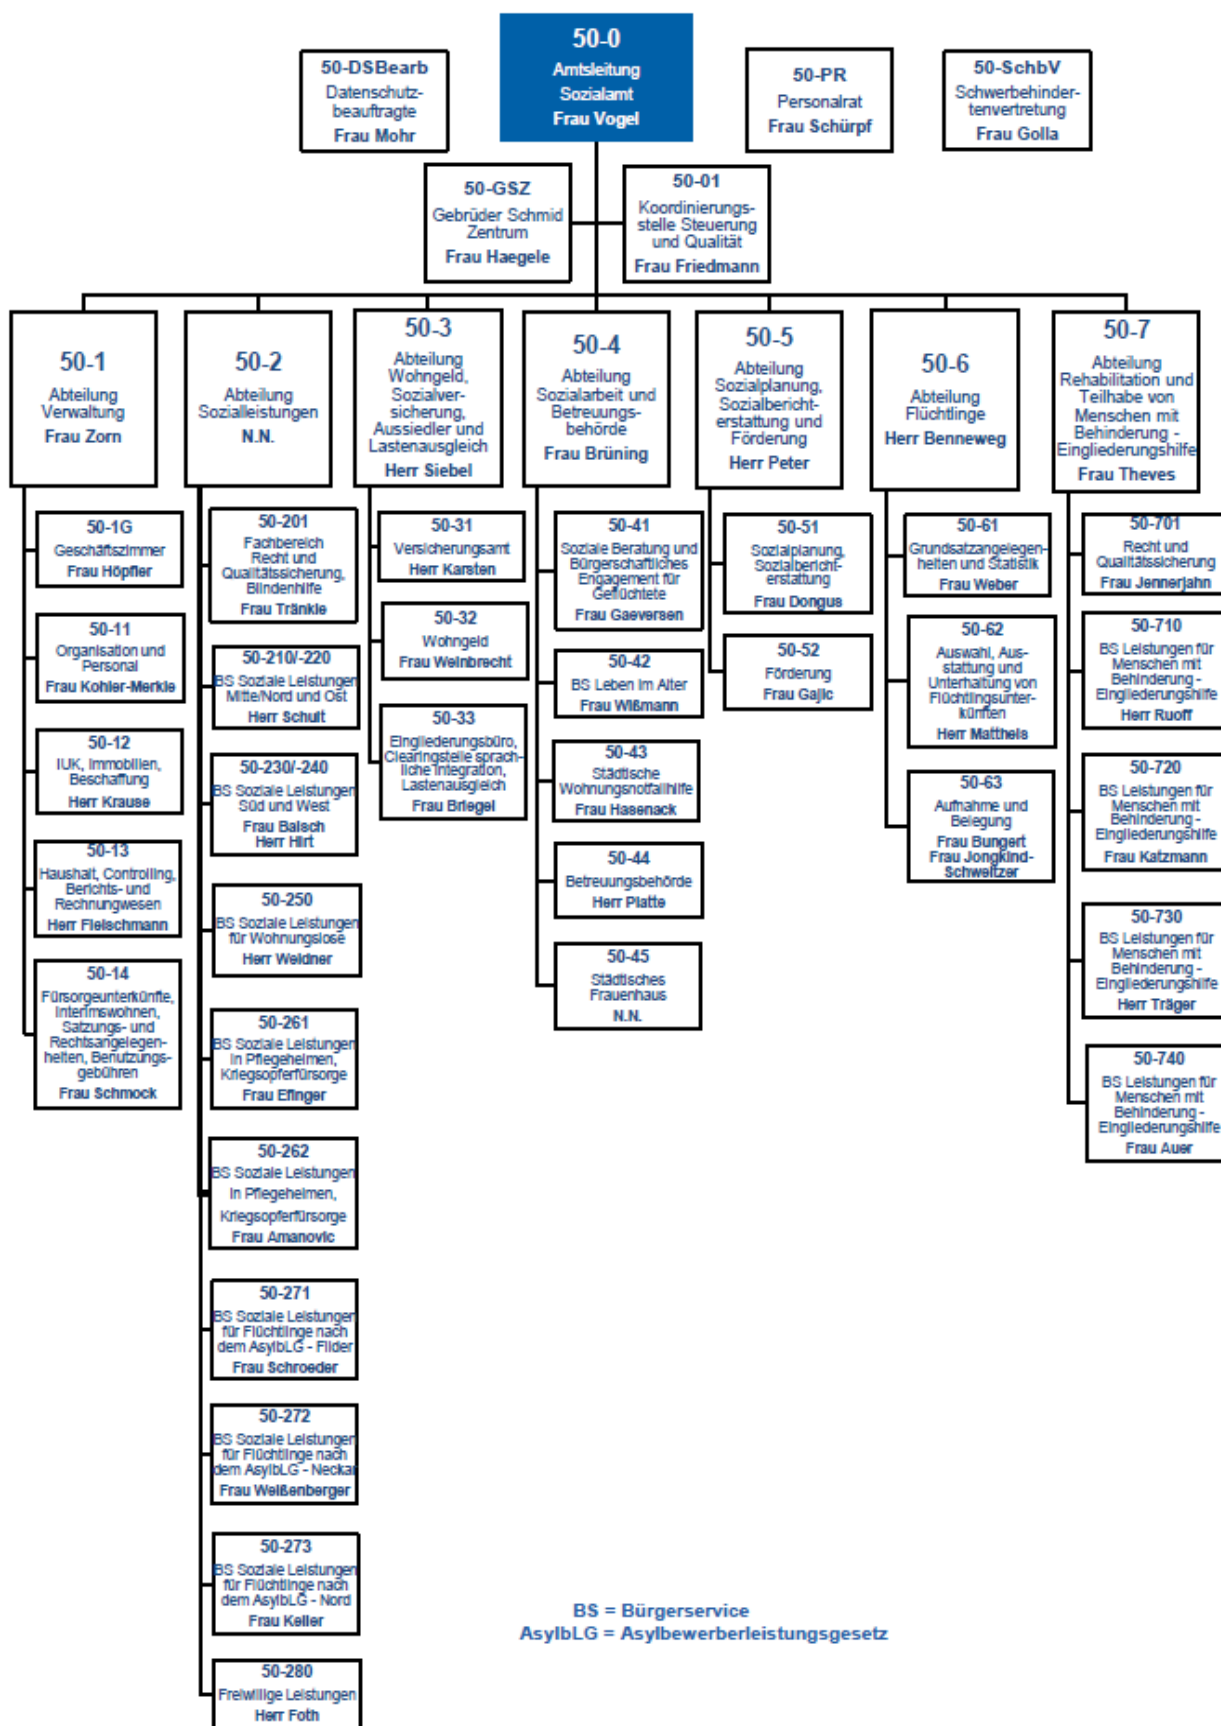 50-0
Amtsleitung
Sozialamt
Frau Vogel
50-DSBearb
Datenschutz-
beauftragte
Frau Mohr
50-PR
Personalrat
Frau Schürpf
50-SchbV
Schwerbehinder-
tenvertretung
Frau Golla
50-GSZ
Gebrüder Schmid
Zentrum
Frau Haegele
50-01
Koordinierungs-
stelle Steuerung
und Qualität
Frau Friedmann
50-1
Abteilung
Verwaltung
Frau Zorn
50-1G
Geschäftszimmer
Frau Höpfler
50-11
Organisation und
Personal
Frau Kohler-Merkle
50-12
IUK, Immobilien,
Beschaffung
Herr Krause
50-13
Haushalt, Controlling,
Berichts- und
Rechnungwesen
Herr Fleischmann
50-14
Fürsorgeunterkünfte,
Interimswohnen,
Satzungs- und
Rechtsangelegen-
heiten, Benutzungs-
gebühren
Frau Schmock
50-2
Abteilung
Sozialleistungen
N.N.
50-201
Fachbereich
Recht und
Qualitätssicherung,
Blindenhilfe
Frau Tränkle
50-210/-220
BS Soziale Leistungen
Mitte/Nord und Ost
Herr Schult
50-230/-240
BS Soziale Leistungen
Süd und West
Frau Baisch
Herr Hirt
50-250
BS Soziale Leistungen
für Wohnungslose
Herr Weidner
50-261
BS Soziale Leistungen
in Pflegeheimen,
Kriegsopferfürsorge
Frau Efinger
50-262
BS Soziale Leistungen
in Pflegeheimen,
Kriegsopferfürsorge
Frau Amanovic
50-271
BS Soziale Leistungen
für Flüchtlinge nach
dem AsylbLG - Filder
Frau Schroeder
50-272
BS Soziale Leistungen
für Flüchtlinge nach
dem AsylbLG - Neckar
Frau Weißenberger
50-273
BS Soziale Leistungen
für Flüchtlinge nach
dem AsylbLG - Nord
Frau Keller
50-280
Freiwillige Leistungen
Herr Foth
50-3
Abteilung
Wohngeld,
Sozialver-
sicherung,
Aussiedler und
Lastenausgleich
Herr Siebel
50-31
Versicherungsamt
Herr Karsten
50-32
Wohngeld
Frau Weinbrecht
50-33
Eingliederungsbüro,
Clearingstelle sprach-
liche Integration,
Lastenausgleich
Frau Briegel
50-4
Abteilung
Sozialarbeit und
Betreuungs-
behörde
Frau Brüning
50-41
Soziale Beratung und
Bürgerschaftliches
Engagement für
Geflüchtete
Frau Gaeversen
50-42
BS Leben im Alter
Frau Wißmann
50-43
Städtische
Wohnungsnotfallhilfe
Frau Hasenack
50-44
Betreuungsbehörde
Herr Platte
50-45
Städtisches
Frauenhaus
N.N.
50-5
Abteilung
Sozialplanung,
Sozialbericht-
erstattung und
Förderung
Herr Peter
50-51
Sozialplanung,
Sozialbericht-
erstattung
Frau Dongus
50-52
Förderung
Frau Gajic
50-6
Abteilung
Flüchtlinge
Herr Benneweg
50-61
Grundsatzangelegen-
heiten und Statistik
Frau Weber
50-62
Auswahl, Aus-
stattung und
Unterhaltung von
Flüchtlingsunter-
künften
Herr Mattheis
50-63
Aufnahme und
Belegung
Frau Bungert
Frau Jongkind-
Schweitzer
50-7
Abteilung
Rehabilitation und
Teilhabe von
Menschen mit
Behinderung -
Eingliederungshilfe
Frau Theves
50-701
Recht und
Qualitätssicherung
Frau Jennerjahn
50-710
BS Leistungen für
Menschen mit
Behinderung -
Eingliederungshilfe
Herr Ruoff
50-720
BS Leistungen für
Menschen mit
Behinderung -
Eingliederungshilfe
Frau Katzmann
50-730
BS Leistungen für
Menschen mit
Behinderung -
Eingliederungshilfe
Herr Träger
50-740
BS Leistungen für
Menschen mit
Behinderung -
Eingliederungshilfe
Frau Auer
BS = Bürgerservice
AsylbLG = Asylbewerberleistungsgesetz